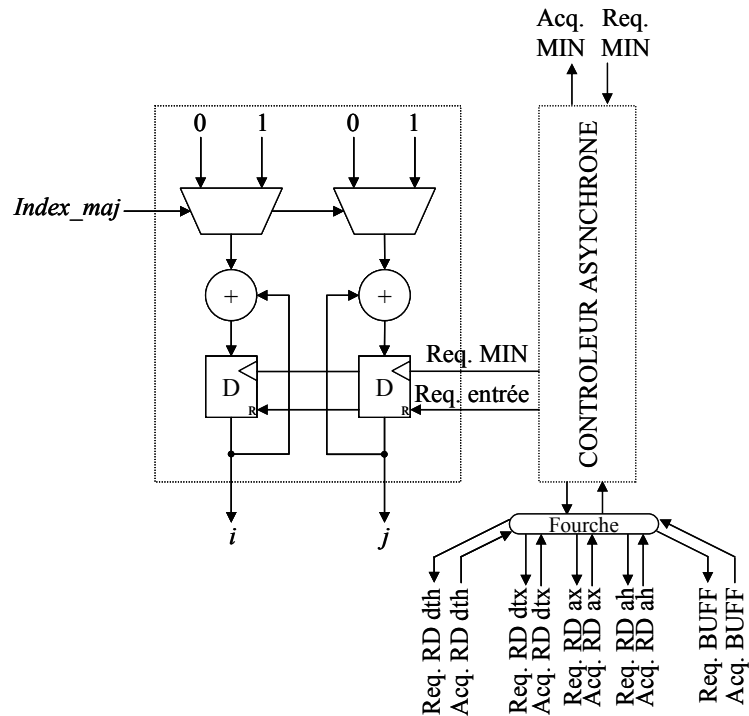 Acq.
MIN
Req.
MIN
0
1
0
1
Index_maj
+
+
D
R
D
R
Req. MIN
Req. entrée
CONTROLEUR ASYNCHRONE
i
j
Fourche
Req. RD dth
Acq. RD dth
Req. RD dtx
Acq. RD dtx
Req. RD ax
Acq. RD ax
Req. RD ah
Acq. RD ah
Req. BUFF
Acq. BUFF